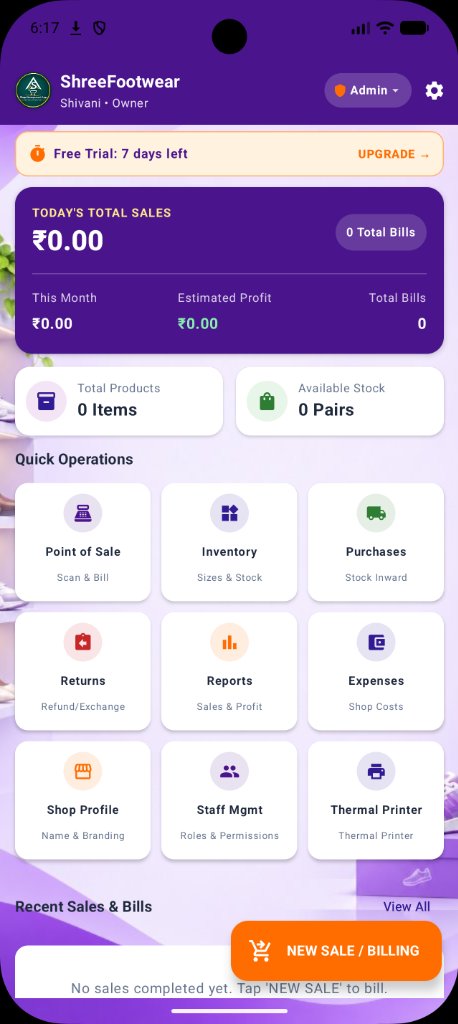 6:17
ShreeFootwear
Shivani • Owner
Admin
Free Trial: 7 days left
UPGRADE →
TODAY'S TOTAL SALES
₹0.00
0 Total Bills
This Month
Estimated Profit
Total Bills
₹0.00
₹0.00
0
Total Products
0 Items
Available Stock
0 Pairs
Quick Operations
Point of Sale
Scan & Bill
Inventory
Sizes & Stock
Purchases
Stock Inward
Returns
Refund/Exchange
Reports
Sales & Profit
Expenses
Shop Costs
Shop Profile
Name & Branding
Staff Mgmt
Roles & Permissions
Thermal Printer
Thermal Printer
Recent Sales & Bills
View All
NEW SALE / BILLING
No sales completed yet. Tap 'NEW SALE' to bill.